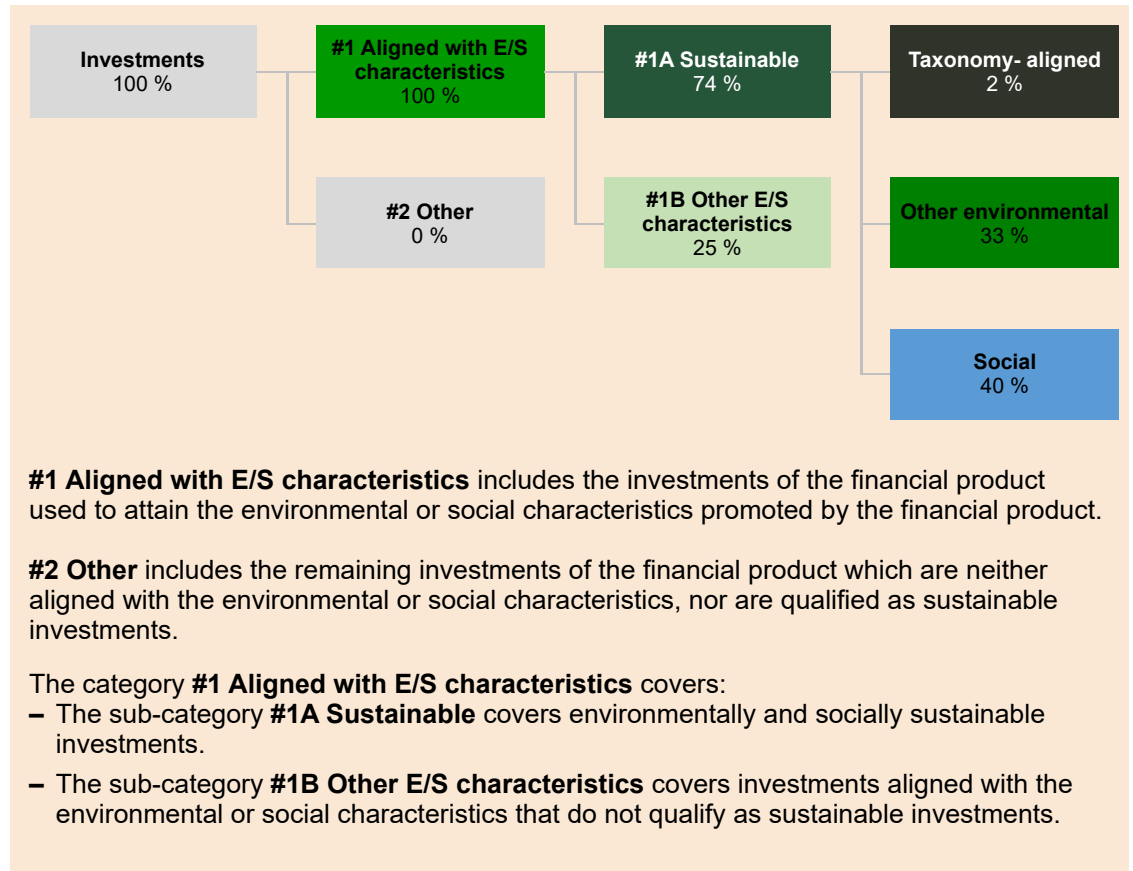 Investments
100 %
#1 Aligned with E/S
characteristics
100 %
#1A Sustainable
74 %
Taxonomy- aligned
2 %
#2 Other
0 %
#1B Other E/S
characteristics
25 %
Other environmental
33 %
Social
40 %
#1 Aligned with E/S characteristics includes the investments of the financial product
used to attain the environmental or social characteristics promoted by the financial product.
#2 Other includes the remaining investments of the financial product which are neither
aligned with the environmental or social characteristics, nor are qualified as sustainable
investments.
The category #1 Aligned with E/S characteristics covers:
– The sub-category #1A Sustainable covers environmentally and socially sustainable
investments.
– The sub-category #1B Other E/S characteristics covers investments aligned with the
environmental or social characteristics that do not qualify as sustainable investments.